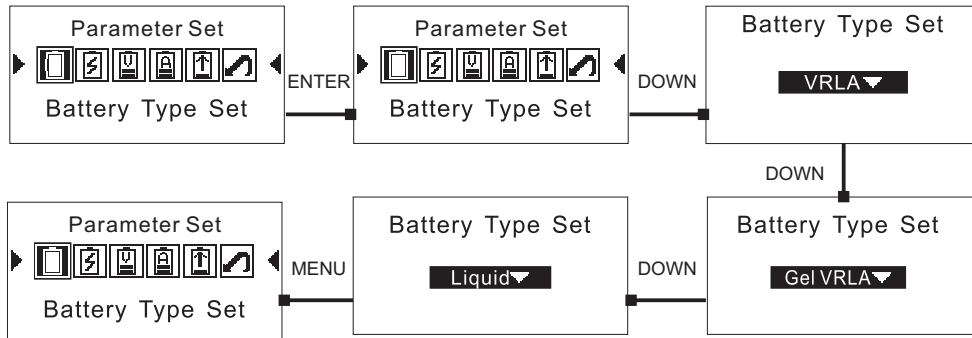 Parameter Set
Battery Type Set
ENTER
Parameter Set
Battery Type Set
DOWN
Battery Type Set
VRLA
DOWN
Battery Type Set
Gel VRLA
DOWN
Battery Type Set
Liquid
MENU
Parameter Set
Battery Type Set